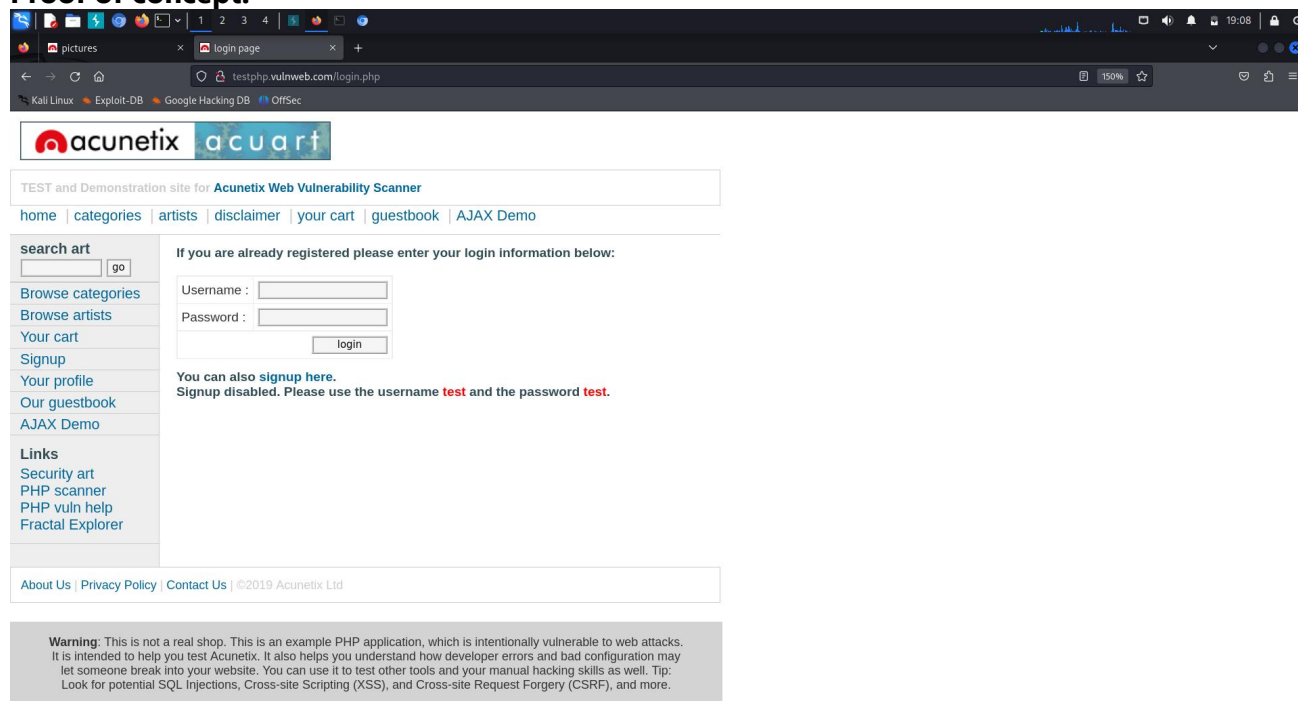 Proof of concept:
1 2 3 4
19:08
pictures
login page
testphp.vulnweb.com/login.php
150%
Kali Linux
Exploit-DB
Google Hacking DB
OffSec
acunetix acuart
TEST and Demonstration site for Acunetix Web Vulnerability Scanner
home | categories | artists | disclaimer | your cart | guestbook | AJAX Demo
search art
go
Browse categories
Browse artists
Your cart
Signup
Your profile
Our guestbook
AJAX Demo
Links
Security art
PHP scanner
PHP vuln help
Fractal Explorer
If you are already registered please enter your login information below:
Username :
Password :
login
You can also signup here.
Signup disabled. Please use the username test and the password test.
About Us | Privacy Policy | Contact Us | ©2019 Acunetix Ltd
Warning: This is not a real shop. This is an example PHP application, which is intentionally vulnerable to web attacks.
It is intended to help you test Acunetix. It also helps you understand how developer errors and bad configuration may
let someone break into your website. You can use it to test other tools and your manual hacking skills as well. Tip:
Look for potential SQL Injections, Cross-site Scripting (XSS), and Cross-site Request Forgery (CSRF), and more.